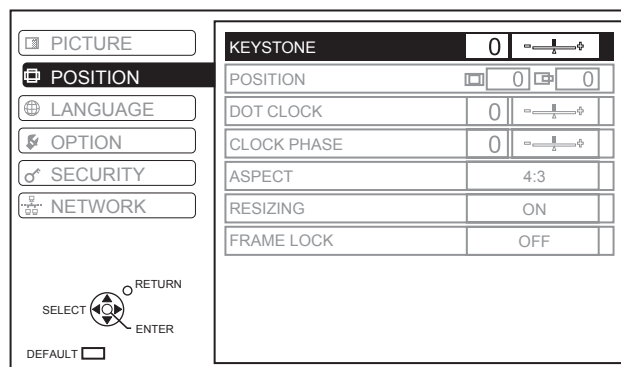 PICTURE
POSITION
LANGUAGE
OPTION
SECURITY
NETWORK
RETURN
SELECT
ENTER
DEFAULT
KEYSTONE 0
POSITION 0 0
DOT CLOCK 0
CLOCK PHASE 0
ASPECT 4:3
RESIZING ON
FRAME LOCK OFF